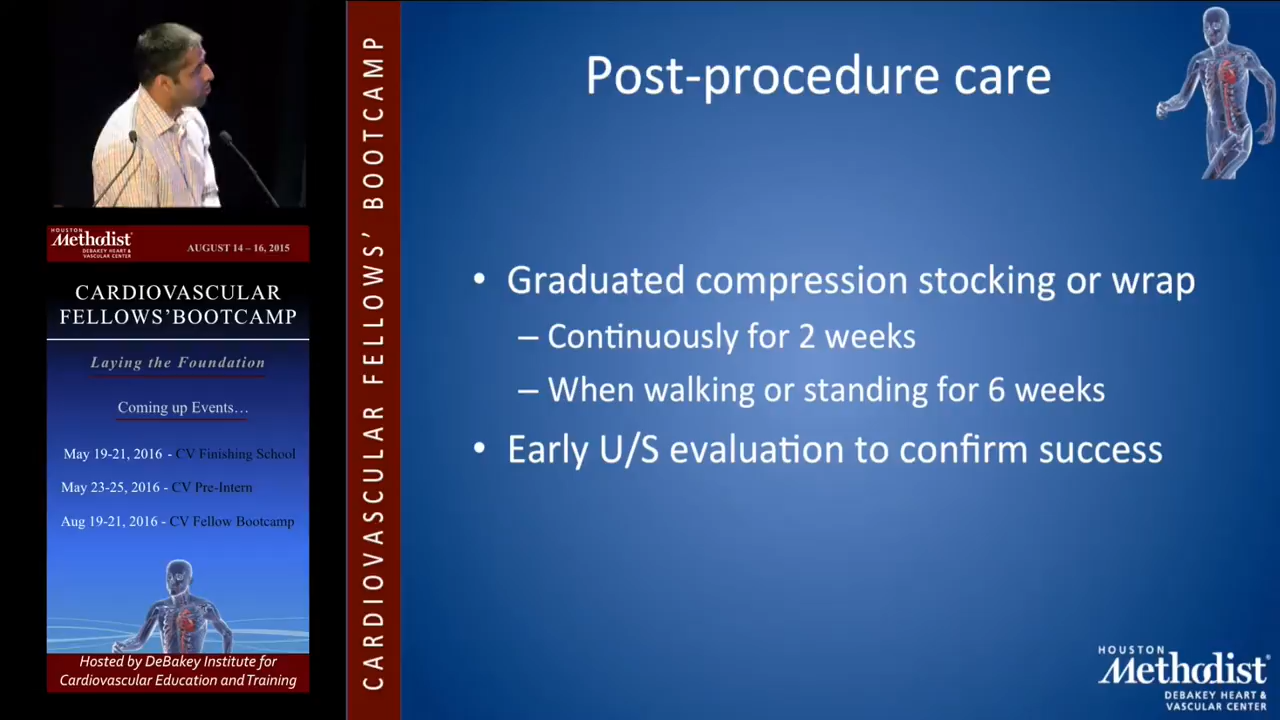 HOUSTON
Methodist
DEBAKEY HEART &
VASCULAR CENTER
AUGUST 14 – 16, 2015
CARDIOVASCULAR
FELLOWS'BOOTCAMP
Laying the Foundation
Coming up Events…
May 19-21, 2016 - CV Finishing School
May 23-25, 2016 - CV Pre-Intern
Aug 19-21, 2016 - CV Fellow Bootcamp
Hosted by DeBakey Institute for
Cardiovascular Education and Training
CARDIOVASCULAR FELLOWS' BOOTCAMP
Post-procedure care
• Graduated compression stocking or wrap
– Continuously for 2 weeks
– When walking or standing for 6 weeks
• Early U/S evaluation to confirm success
HOUSTON
Methodist®
DEBAKEY HEART &
VASCULAR CENTER